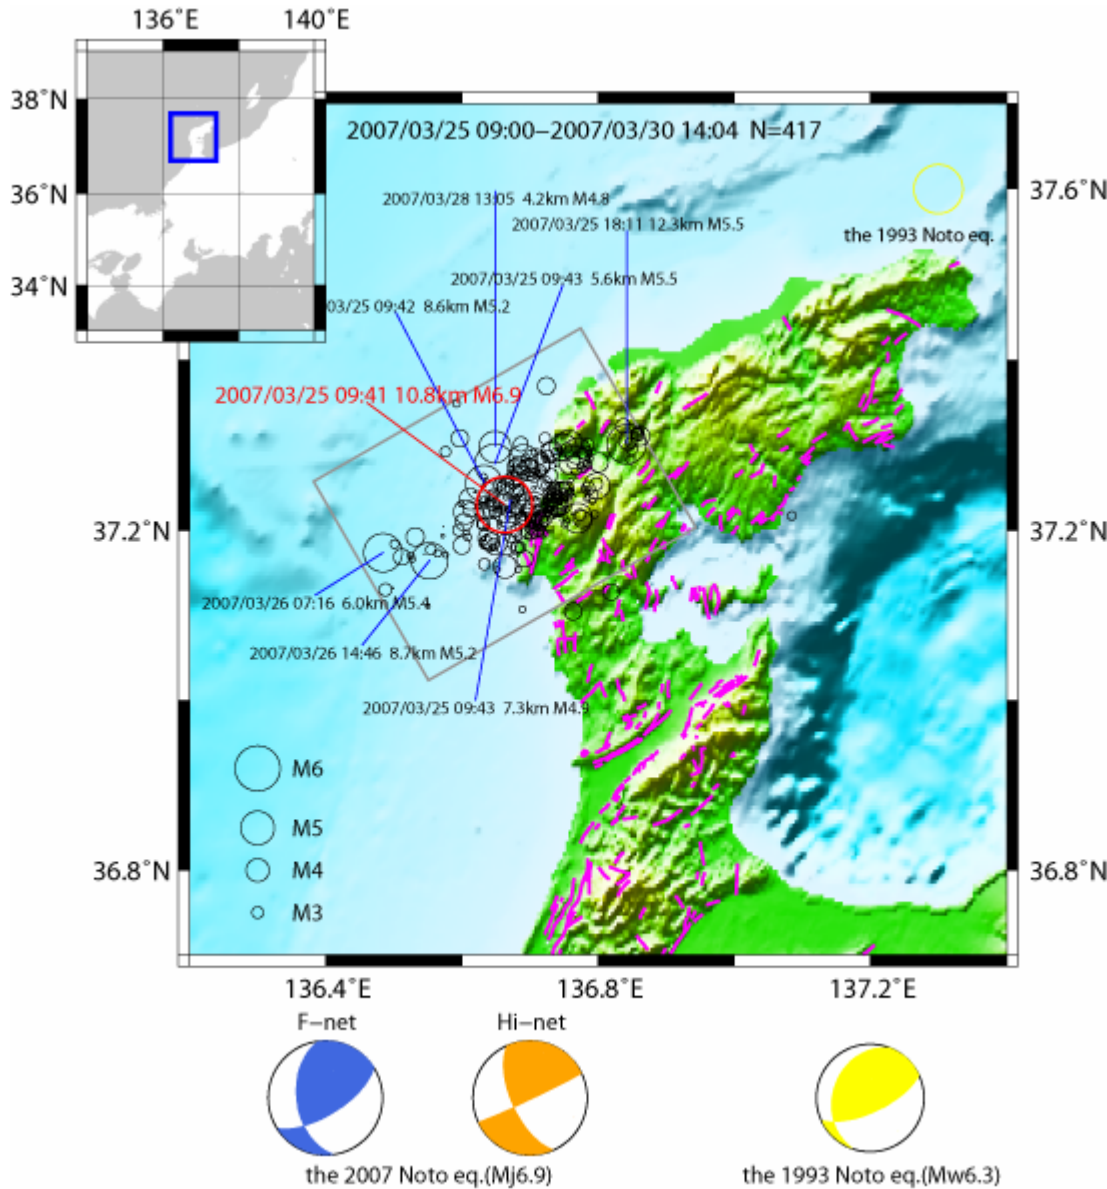 136˚E 140˚E
38˚N
36˚N
34˚N
2007/03/25 09:00−2007/03/30 14:04 N=417
37.6˚N
2007/03/28 13:05 4.2km M4.8
2007/03/25 18:11 12.3km M5.5
the 1993 Noto eq.
2007/03/25 09:43 5.6km M5.5
03/25 09:42 8.6km M5.2
2007/03/25 09:41 10.8km M6.9
37.2˚N 37.2˚N
2007/03/26 07:16 6.0km M5.4
2007/03/26 14:46 8.7km M5.2
2007/03/25 09:43 7.3km M4.9
M6
M5
36.8˚N M4 36.8˚N
M3
136.4˚E 136.8˚E 137.2˚E
F−net Hi−net
the 2007 Noto eq.(Mj6.9) the 1993 Noto eq.(Mw6.3)